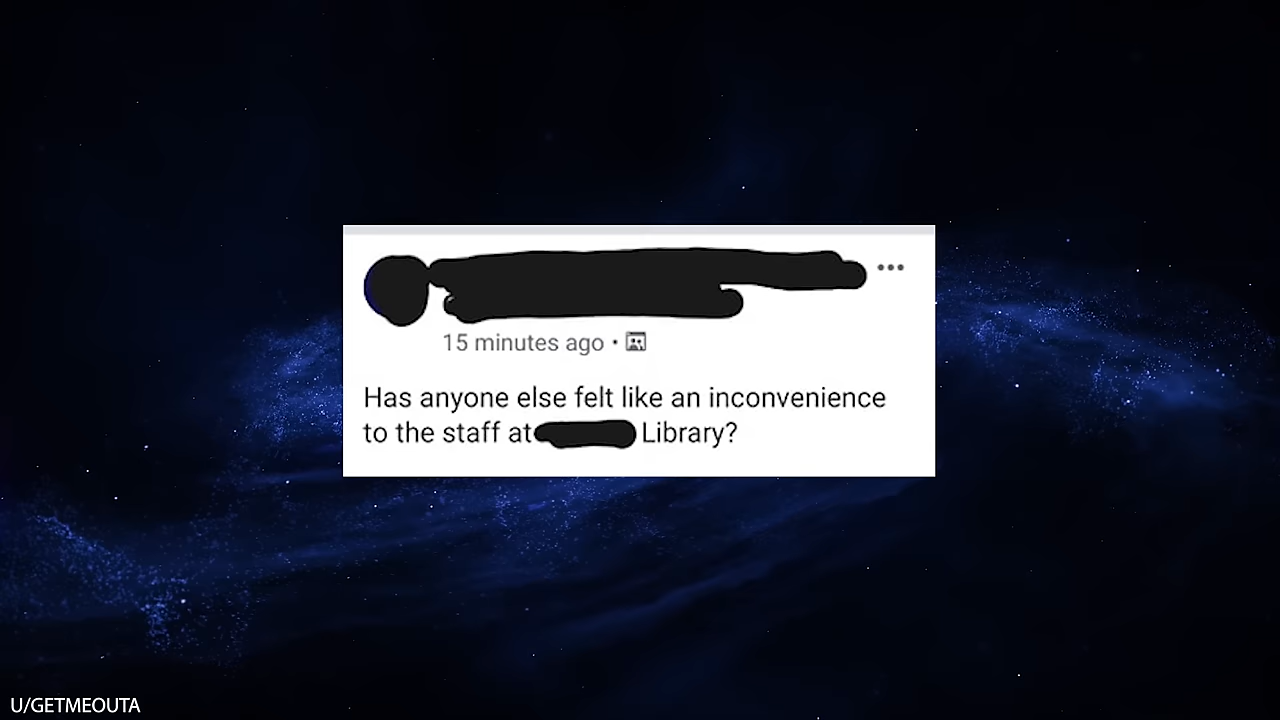 15 minutes ago •
Has anyone else felt like an inconvenience
to the staff at Library?
U/GETMEOUTA